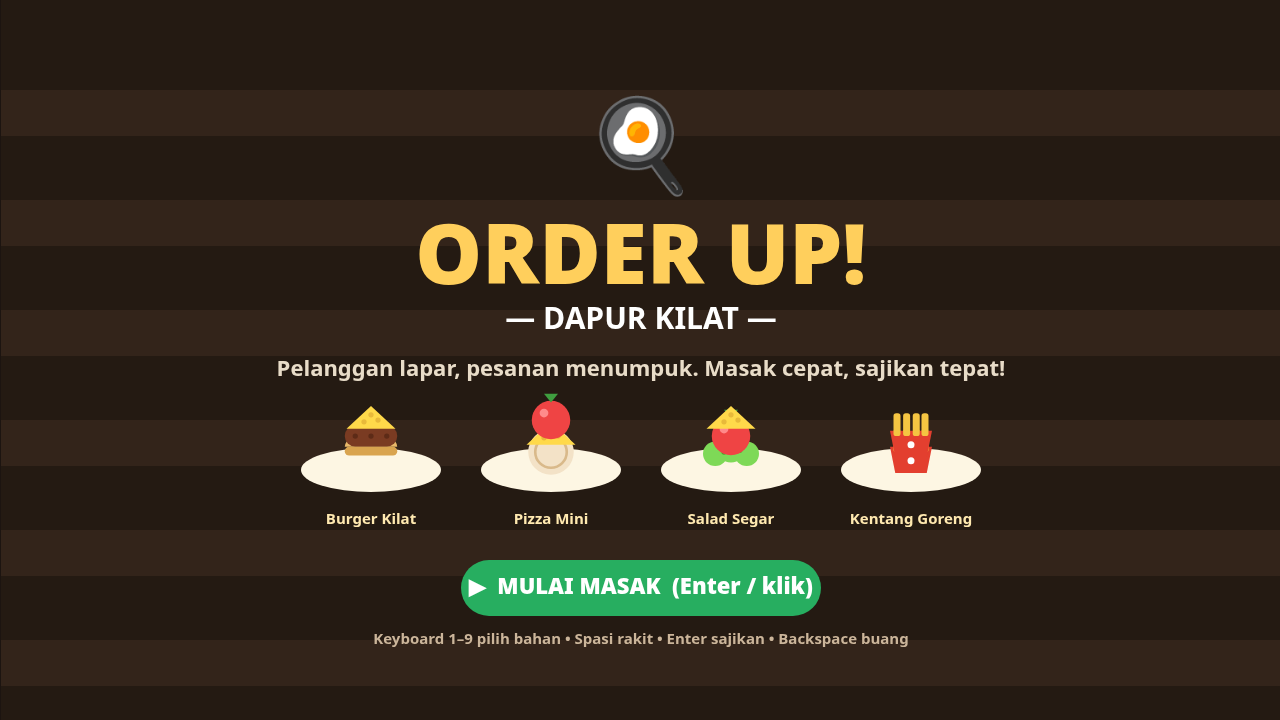 ORDER UP!
— DAPUR KILAT —
Pelanggan lapar, pesanan menumpuk. Masak cepat, sajikan tepat!
Burger Kilat
Pizza Mini
Salad Segar
Kentang Goreng
▶ MULAI MASAK (Enter / klik)
Keyboard 1–9 pilih bahan • Spasi rakit • Enter sajikan • Backspace buang